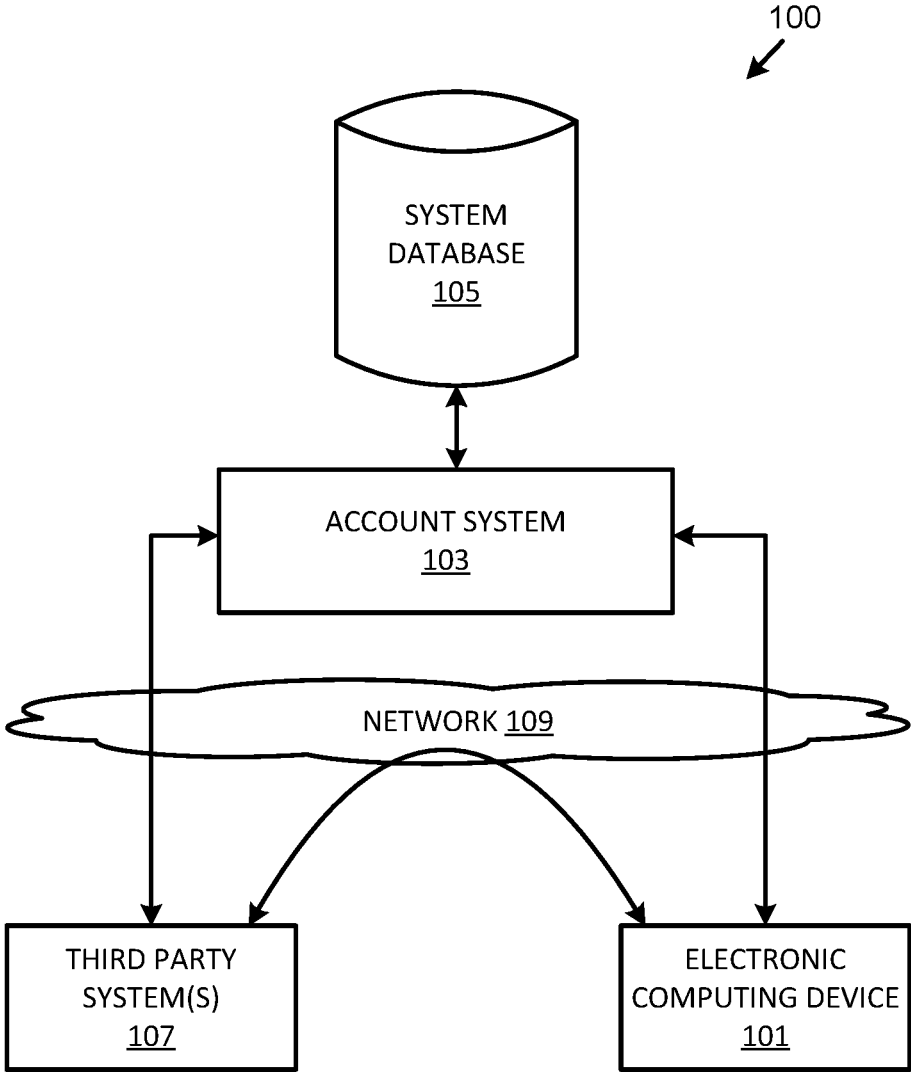 100
SYSTEM
DATABASE
105
ACCOUNT SYSTEM
103
NETWORK 109
THIRD PARTY
SYSTEM(S)
107
ELECTRONIC
COMPUTING DEVICE
101